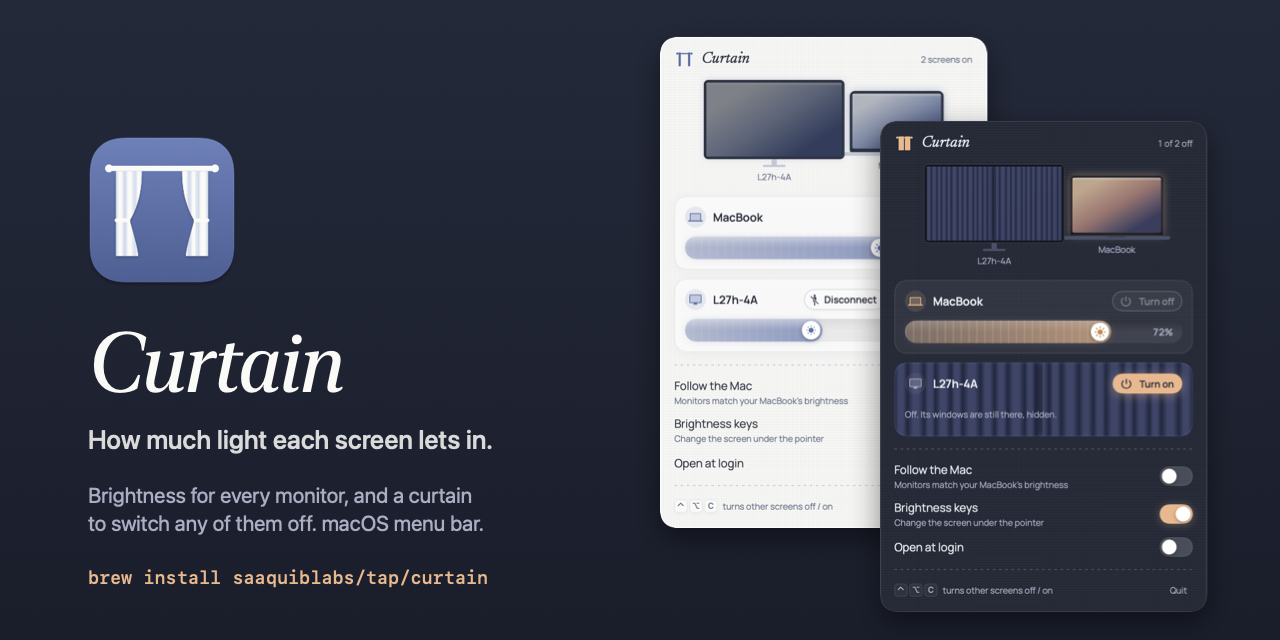 Curtain
How much light each screen lets in.
Brightness for every monitor, and a curtain
to switch any of them off. macOS menu bar.
brew install saaquiblabs/tap/curtain
Curtain
2 screens on
L27h-4A
MacBook
L27h-4A
Disconnect
Follow the Mac
Monitors match your MacBook's brightness
Brightness keys
Change the screen under the pointer
Open at login
⌃ ⌥ C turns other screens off / on
Curtain
1 of 2 off
L27h-4A
MacBook
MacBook
Turn off
72%
L27h-4A
Turn on
Off. Its windows are still there, hidden.
Follow the Mac
Monitors match your MacBook's brightness
Brightness keys
Change the screen under the pointer
Open at login
⌃ ⌥ C turns other screens off / on
Quit